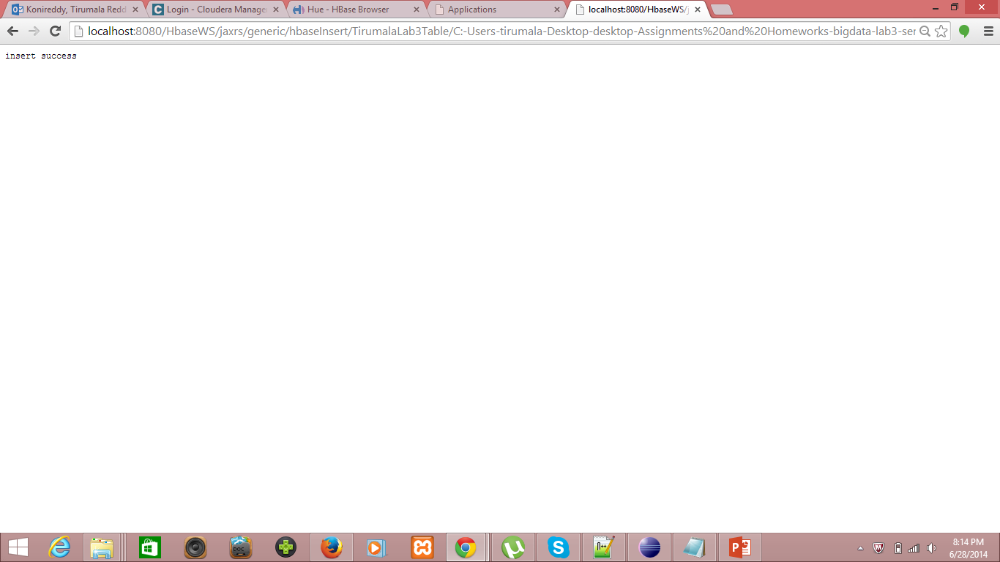 Konireddy, Tirumala Redd
Login - Cloudera Manage
Hue - HBase Browser
Applications
localhost:8080/HbaseWS/j
localhost:8080/HbaseWS/jaxrs/generic/hbaseInsert/TirumalaLab3Table/C:-Users-tirumala-Desktop-desktop-Assignments%20and%20Homeworks-bigdata-lab3-ser
insert success
DOC
N++
8:14 PM
6/28/2014